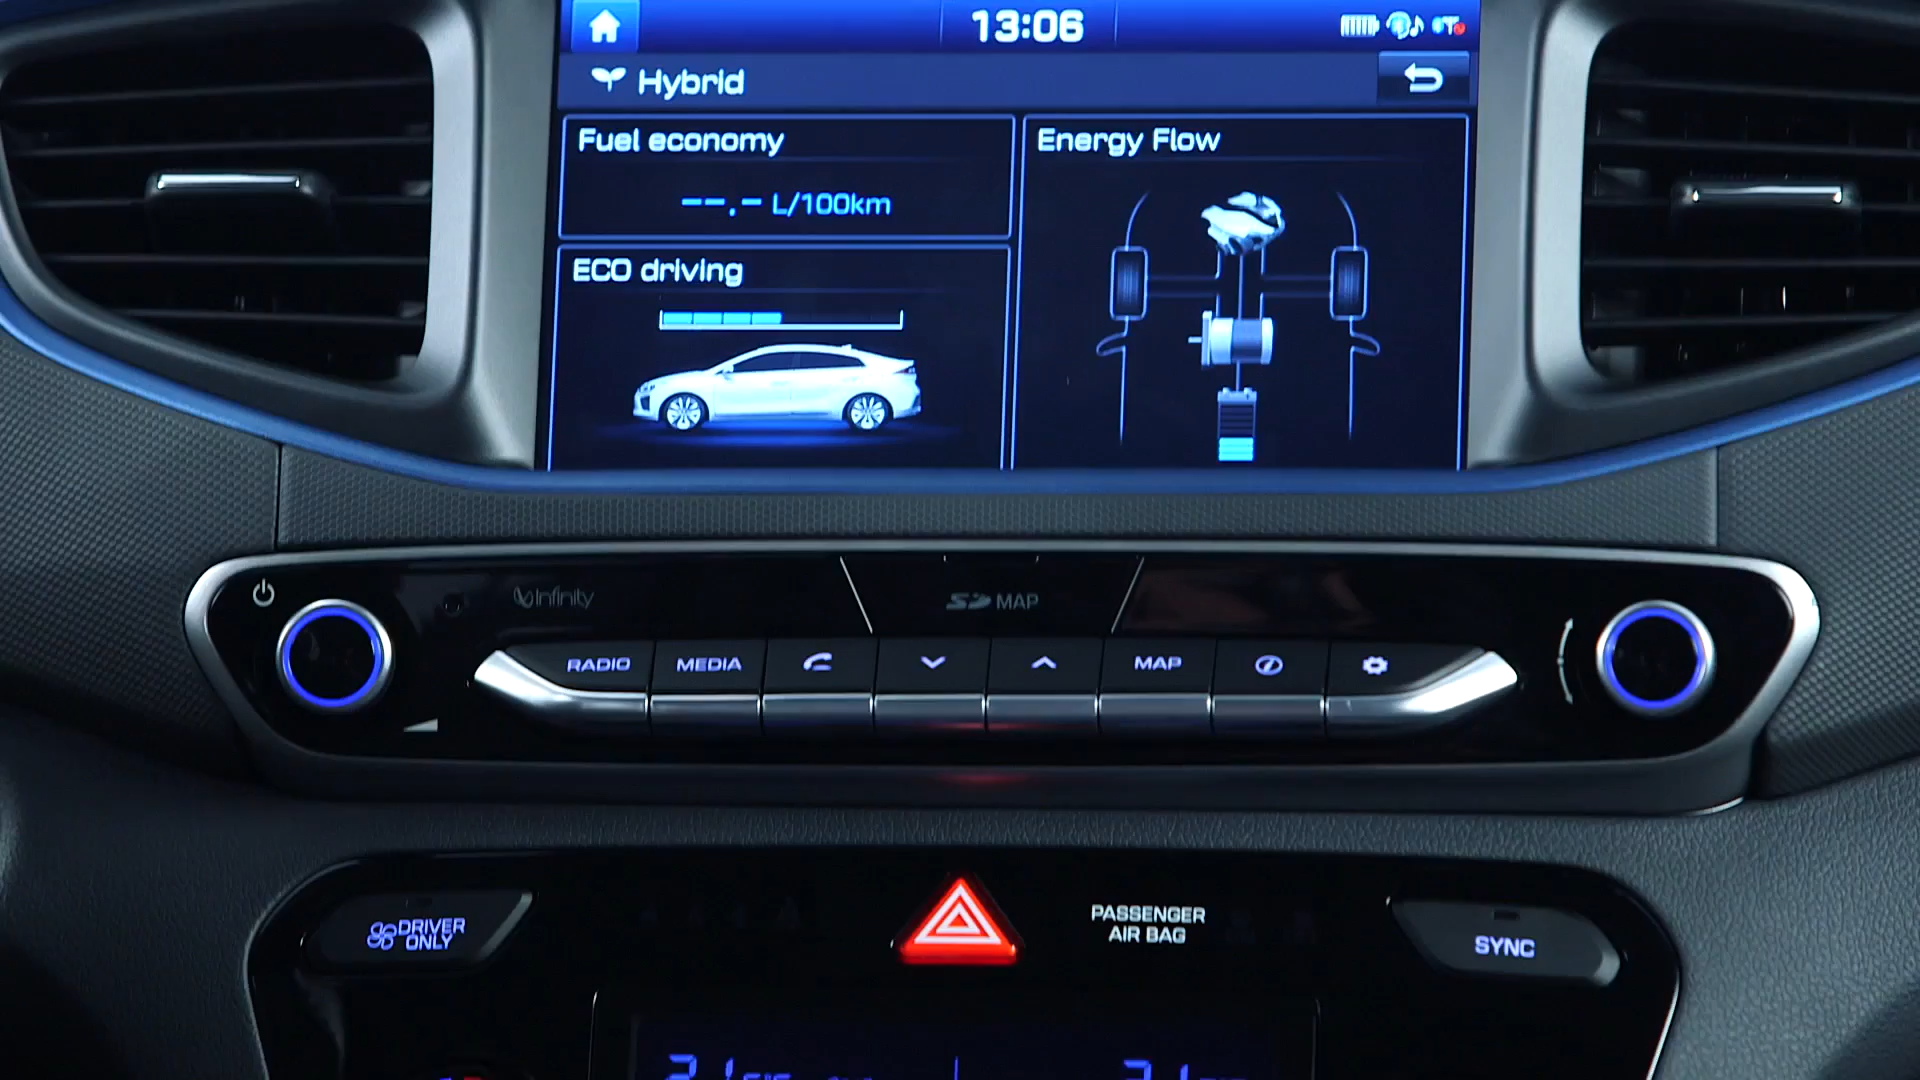 13:06
Hybrid
Fuel economy
--.- L/100km
Energy Flow
ECO driving
Infinity
SD MAP
RADIO
MEDIA
MAP
DRIVER
ONLY
PASSENGER
AIR BAG
SYNC